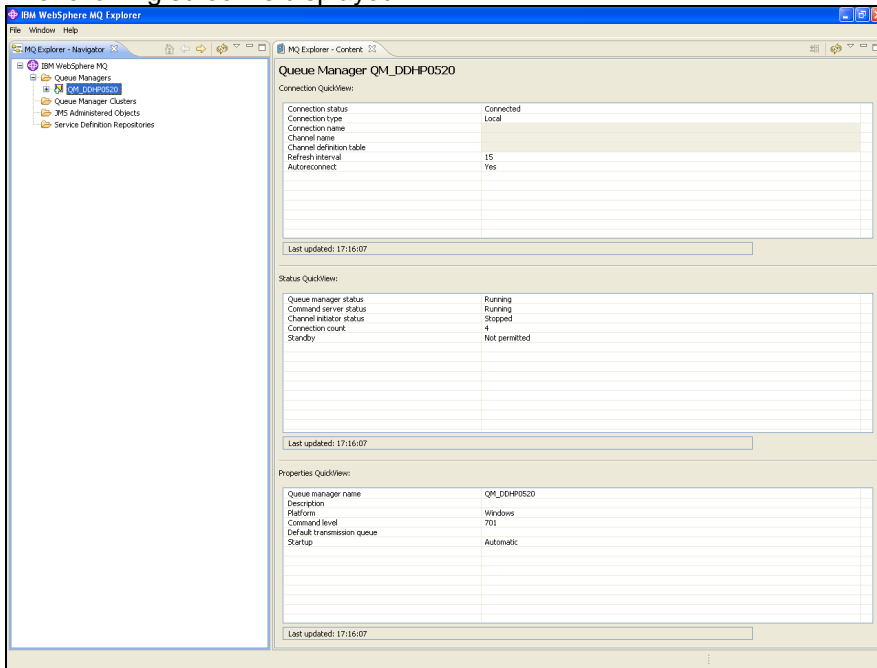 IBM WebSphere MQ Explorer
File Window Help
MQ Explorer - Navigator
IBM WebSphere MQ
Queue Managers
QM_DDHP0520
Queue Manager Clusters
JMS Administered Objects
Service Definition Repositories
MQ Explorer - Content
Queue Manager QM_DDHP0520
Connection QuickView:
Connection status Connected
Connection type Local
Connection name
Channel name
Channel definition table
Refresh interval 15
Autoreconnect Yes
Last updated: 17:16:07
Status QuickView:
Queue manager status Running
Command server status Running
Channel initiator status Stopped
Connection count 4
Standby Not permitted
Last updated: 17:16:07
Properties QuickView:
Queue manager name QM_DDHP0520
Description
Platform Windows
Command level 701
Default transmission queue
Startup Automatic
Last updated: 17:16:07